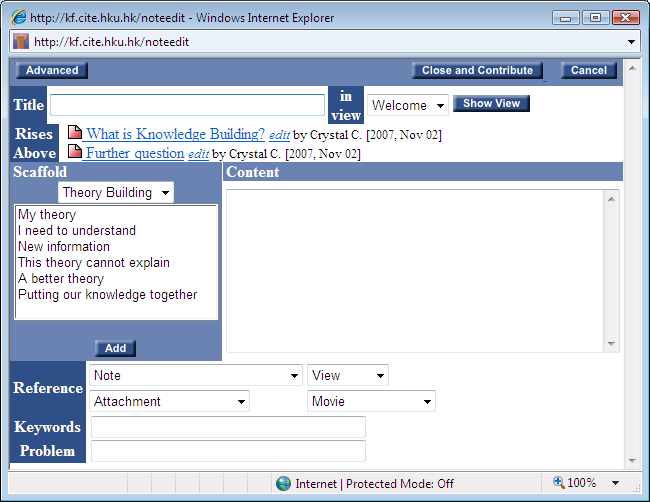 http://kf.cite.hku.hk/noteedit - Windows Internet Explorer
http://kf.cite.hku.hk/noteedit
Advanced Close and Contribute Cancel
Title in view Welcome Show View
Rises Above
What is Knowledge Building? edit by Crystal C. [2007, Nov 02]
Further question edit by Crystal C. [2007, Nov 02]
Scaffold Content
Theory Building
My theory
I need to understand
New information
This theory cannot explain
A better theory
Putting our knowledge together
Add
Reference Note View
Attachment Movie
Keywords
Problem
Internet | Protected Mode: Off 100%